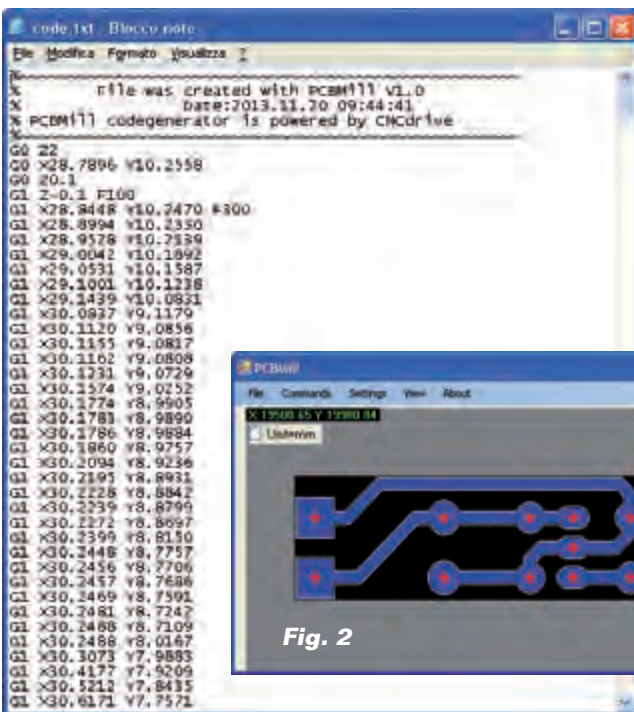 code.txt - Blocco note
File Modifica Formato Visualizza ?
%
% File was created with PCBMill V1.0
% Date:2013.11.20 09:44:41
% PCBMill codegenerator is powered by CNCdrive
%
G0 Z2
G0 X28.7896 Y10.2558
G0 Z0.1
G1 Z-0.1 F100
G1 X28.8448 Y10.2470 F300
G1 X28.8994 Y10.2350
G1 X28.9528 Y10.2139
G1 X29.0042 Y10.1892
G1 X29.0531 Y10.1587
G1 X29.1001 Y10.1238
G1 X29.1439 Y10.0831
G1 X30.0837 Y9.1179
G1 X30.1120 Y9.0856
G1 X30.1155 Y9.0817
G1 X30.1162 Y9.0808
G1 X30.1231 Y9.0729
G1 X30.1574 Y9.0252
G1 X30.1774 Y8.9905
G1 X30.1783 Y8.9890
G1 X30.1786 Y8.9884
G1 X30.1860 Y8.9757
G1 X30.2094 Y8.9236
G1 X30.2195 Y8.8931
G1 X30.2228 Y8.8842
G1 X30.2239 Y8.8799
G1 X30.2272 Y8.8697
G1 X30.2399 Y8.8150
G1 X30.2448 Y8.7757
G1 X30.2456 Y8.7706
G1 X30.2457 Y8.7686
G1 X30.2469 Y8.7591
G1 X30.2481 Y8.7242
G1 X30.2488 Y8.7109
G1 X30.2488 Y8.0167
G1 X30.3073 Y7.9883
G1 X30.4177 Y7.9209
G1 X30.5212 Y7.8435
G1 X30.6171 Y7.7571
PCBMill
File Commands Settings View About
X 19508.65 Y 19980.84
Fig. 2